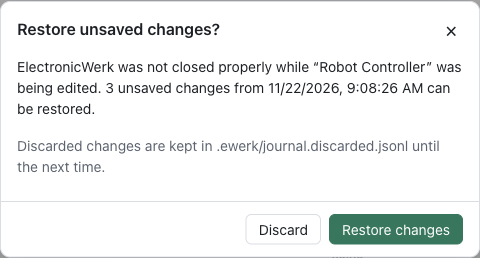 Restore unsaved changes?
ElectronicWerk was not closed properly while “Robot Controller” was
being edited. 3 unsaved changes from 11/22/2026, 9:08:26 AM can
be restored.
Discarded changes are kept in .ewerk/journal.discarded.jsonl until
the next time.
Discard
Restore changes